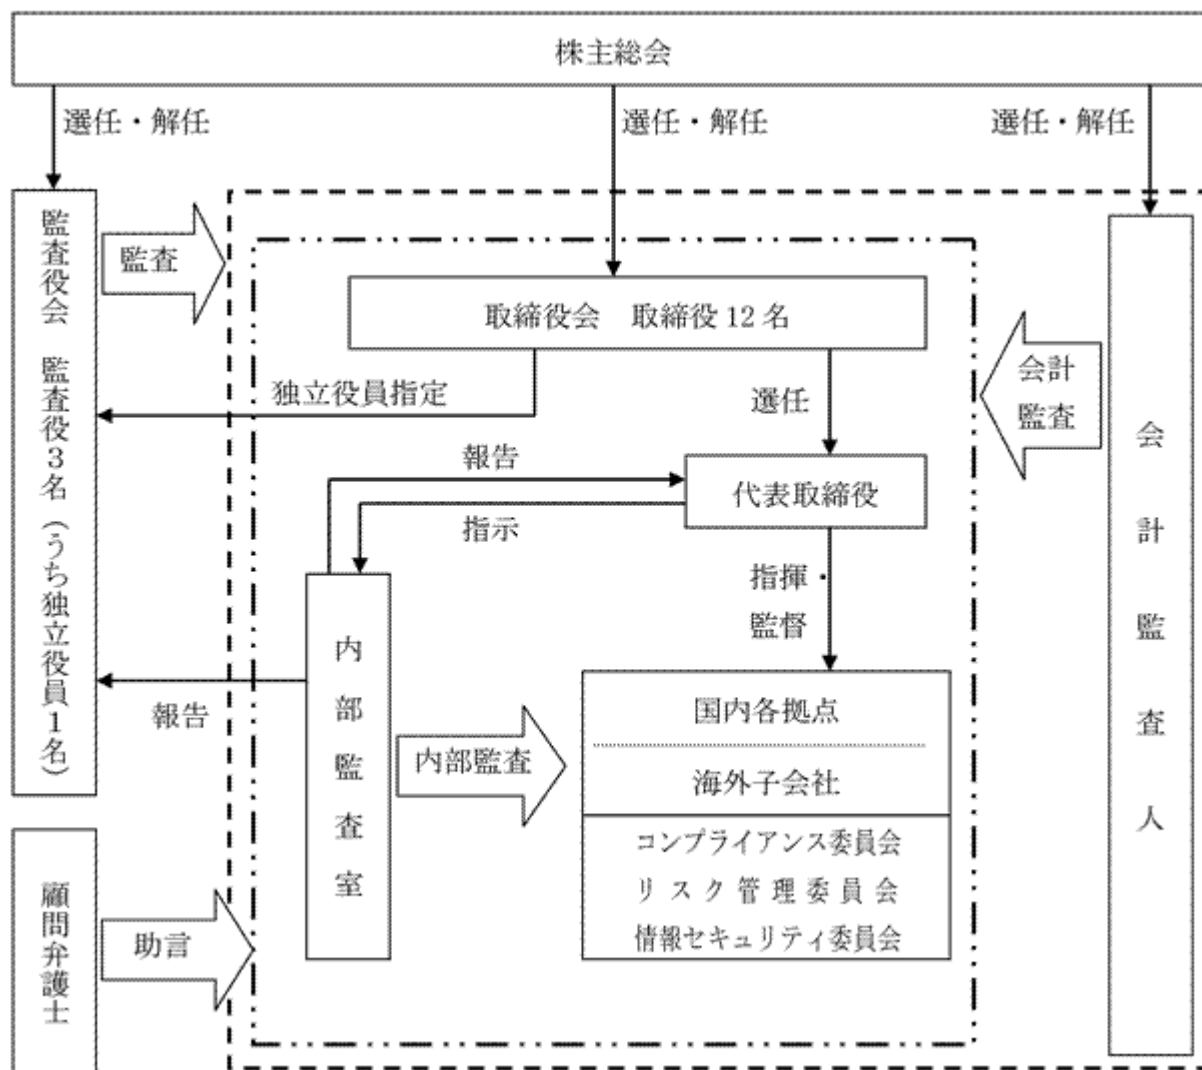 株主総会
選任・解任
選任・解任
選任・解任
監査役会　監査役3名（うち独立役員1名）
監査
取締役会　取締役12名
独立役員指定
選任
会計
監査
会計監査人
報告
代表取締役
指示
指揮・
監督
内部監査室
報告
内部監査
国内各拠点
海外子会社
コンプライアンス委員会
リスク管理委員会
情報セキュリティ委員会
顧問弁護士
助言